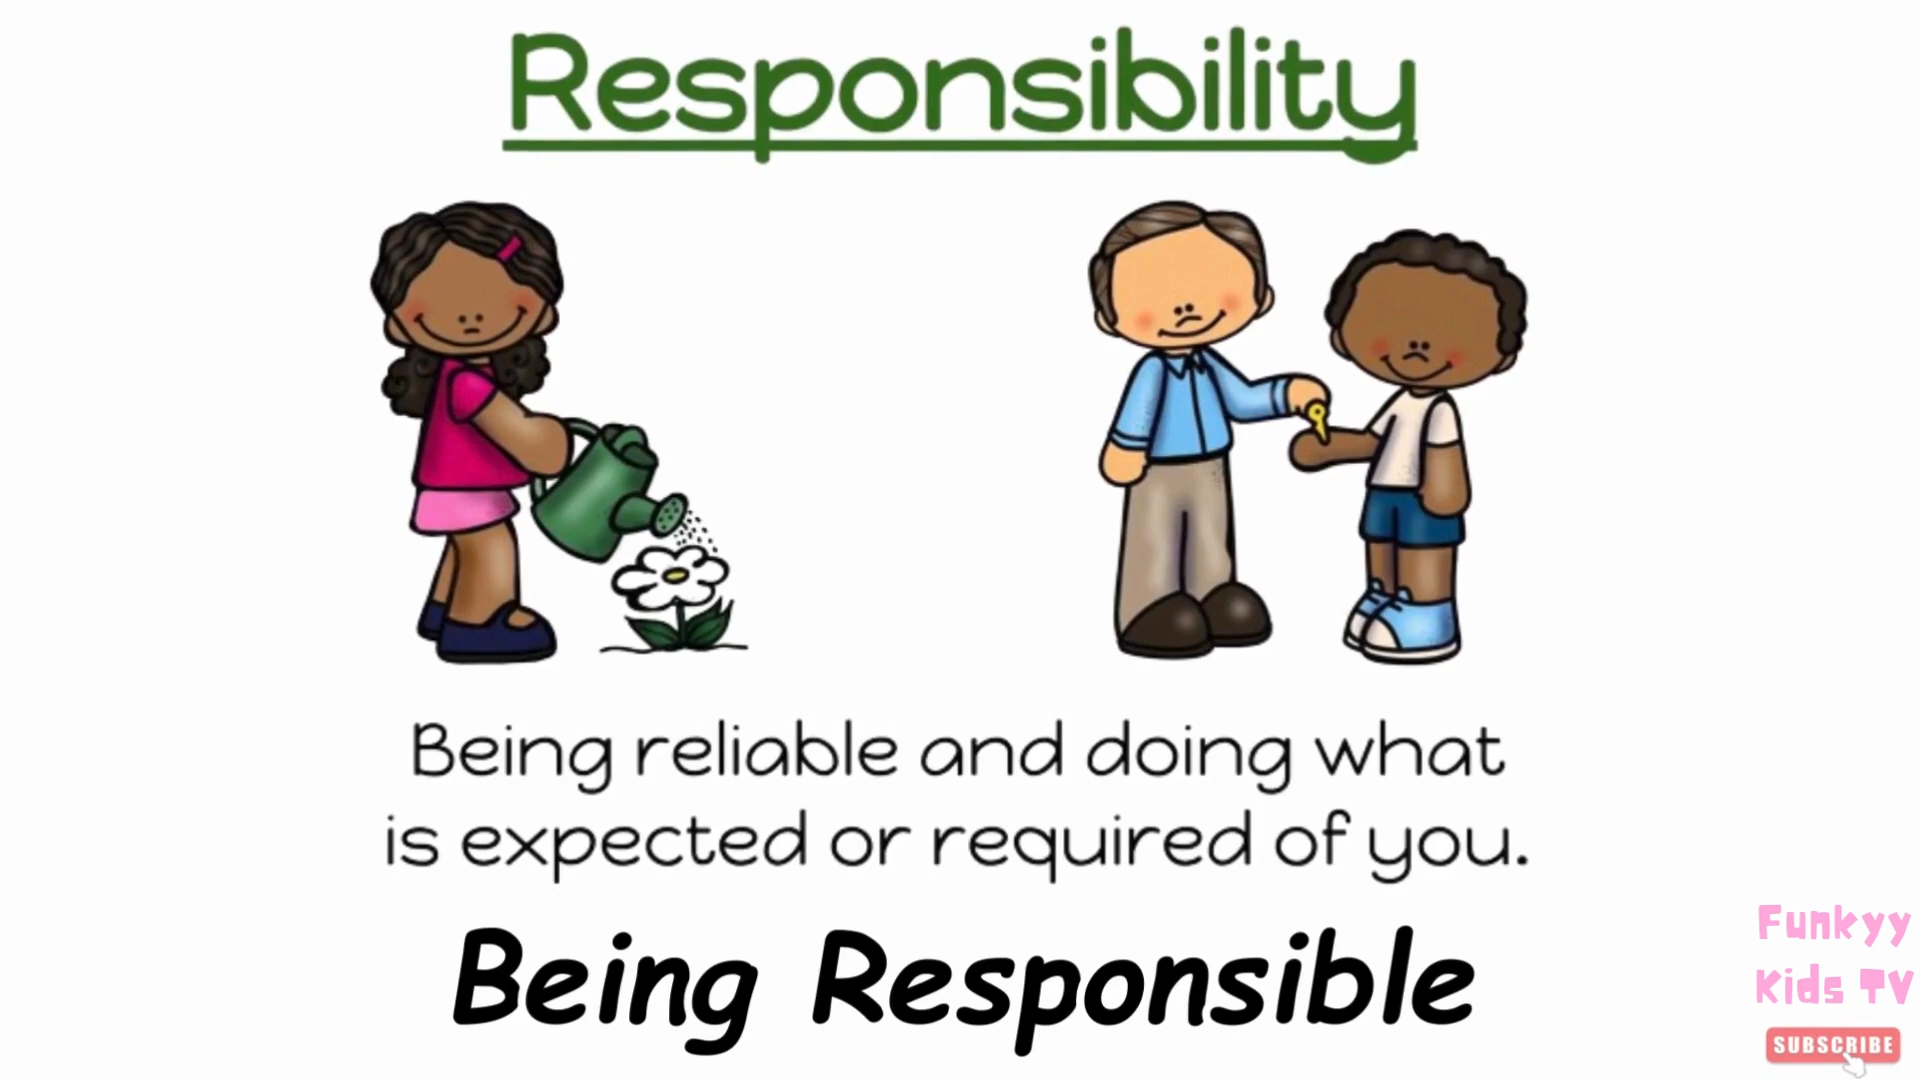 Responsibility
Being reliable and doing what
is expected or required of you.
Being Responsible
Funkyy
Kids TV
SUBSCRIBE